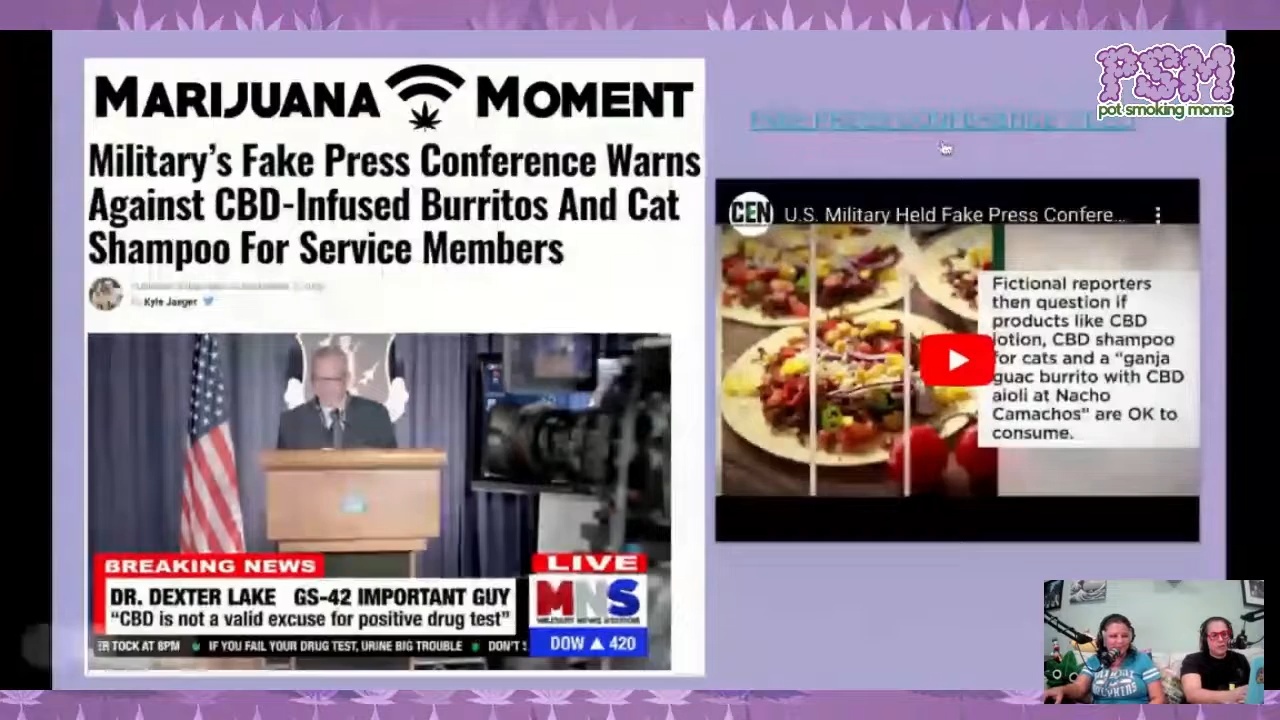 MARIJUANA MOMENT
Military's Fake Press Conference Warns
Against CBD-Infused Burritos And Cat
Shampoo For Service Members
Kyle Jaeger
BREAKING NEWS
DR. DEXTER LAKE GS-42 IMPORTANT GUY
“CBD is not a valid excuse for positive drug test”
TOCK AT 8PM IF YOU FAIL YOUR DRUG TEST, URINE BIG TROUBLE DON'T
LIVE
MNS
DOW ▲ 420
PSM
pot smoking moms
CEN
U.S. Military Held Fake Press Confere...
Fictional reporters
then question if
products like CBD
lotion, CBD shampoo
for cats and a “ganja
guac burrito with CBD
aioli at Nacho
Camachos” are OK to
consume.